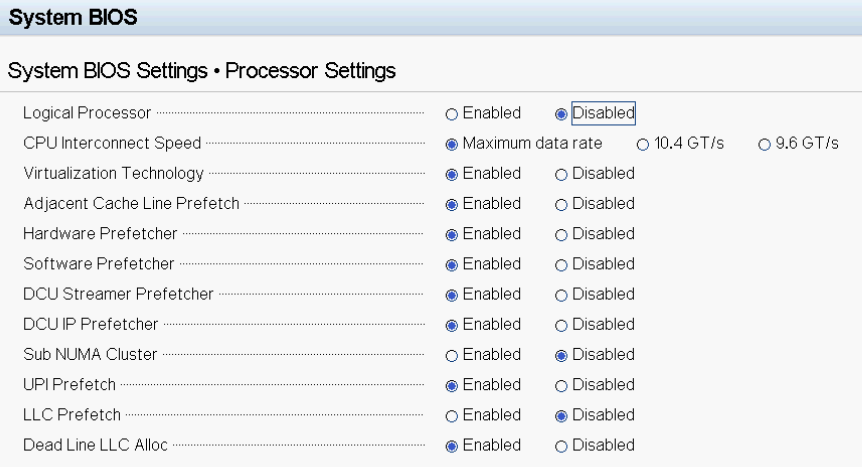 System BIOS
System BIOS Settings • Processor Settings
Logical Processor Enabled Disabled
CPU Interconnect Speed Maximum data rate 10.4 GT/s 9.6 GT/s
Virtualization Technology Enabled Disabled
Adjacent Cache Line Prefetch Enabled Disabled
Hardware Prefetcher Enabled Disabled
Software Prefetcher Enabled Disabled
DCU Streamer Prefetcher Enabled Disabled
DCU IP Prefetcher Enabled Disabled
Sub NUMA Cluster Enabled Disabled
UPI Prefetch Enabled Disabled
LLC Prefetch Enabled Disabled
Dead Line LLC Alloc Enabled Disabled